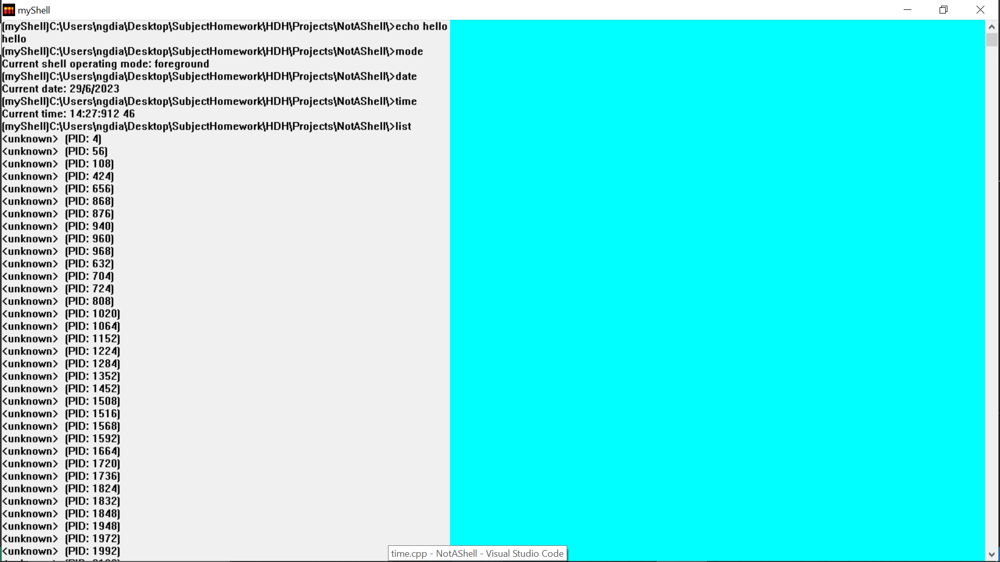 myShell
(myShell)C:\Users\ngdia\Desktop\SubjectHomework\HDH\Projects\NotAShell\>echo hello
hello
(myShell)C:\Users\ngdia\Desktop\SubjectHomework\HDH\Projects\NotAShell\>mode
Current shell operating mode: foreground
(myShell)C:\Users\ngdia\Desktop\SubjectHomework\HDH\Projects\NotAShell\>date
Current date: 29/6/2023
(myShell)C:\Users\ngdia\Desktop\SubjectHomework\HDH\Projects\NotAShell\>time
Current time: 14:27:912 46
(myShell)C:\Users\ngdia\Desktop\SubjectHomework\HDH\Projects\NotAShell\>list
<unknown> (PID: 4)
<unknown> (PID: 56)
<unknown> (PID: 108)
<unknown> (PID: 424)
<unknown> (PID: 656)
<unknown> (PID: 868)
<unknown> (PID: 876)
<unknown> (PID: 940)
<unknown> (PID: 960)
<unknown> (PID: 968)
<unknown> (PID: 632)
<unknown> (PID: 704)
<unknown> (PID: 724)
<unknown> (PID: 808)
<unknown> (PID: 1020)
<unknown> (PID: 1064)
<unknown> (PID: 1152)
<unknown> (PID: 1224)
<unknown> (PID: 1284)
<unknown> (PID: 1352)
<unknown> (PID: 1452)
<unknown> (PID: 1508)
<unknown> (PID: 1516)
<unknown> (PID: 1568)
<unknown> (PID: 1592)
<unknown> (PID: 1664)
<unknown> (PID: 1720)
<unknown> (PID: 1736)
<unknown> (PID: 1824)
<unknown> (PID: 1832)
<unknown> (PID: 1848)
<unknown> (PID: 1948)
<unknown> (PID: 1972)
<unknown> (PID: 1992)
time.cpp - NotAShell - Visual Studio Code